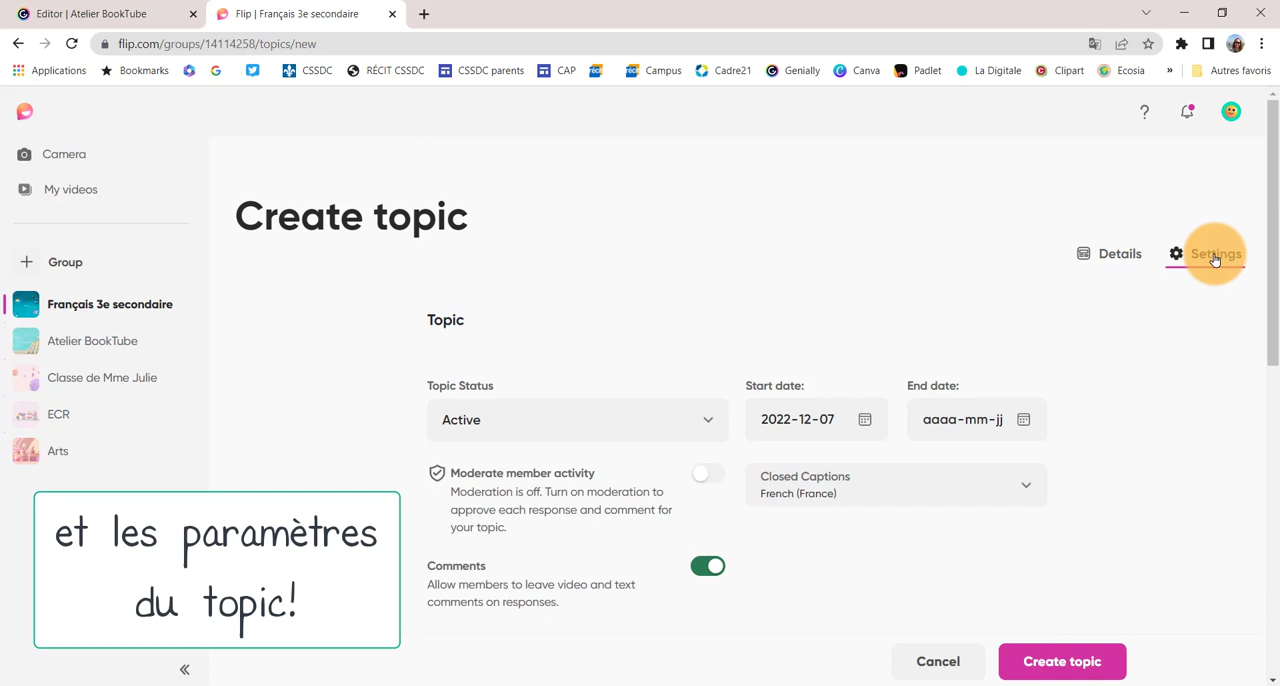 Editor | Atelier BookTube
Flip | Français 3e secondaire
flip.com/groups/14114258/topics/new
Applications Bookmarks CSSDC RÉCIT CSSDC CSSDC parents CAP Campus Cadre21 Genially Canva Padlet La Digitale Clipart Ecosia » Autres favoris
Camera
My videos
Group
Français 3e secondaire
Atelier BookTube
Classe de Mme Julie
ECR
Arts
Create topic
Details Settings
Topic
Topic Status Start date: End date:
Active 2022-12-07 aaaa-mm-jj
Moderate member activity
Moderation is off. Turn on moderation to
approve each response and comment for
your topic.
Closed Captions
French (France)
Comments
Allow members to leave video and text
comments on responses.
Cancel Create topic
et les paramètres
du topic!